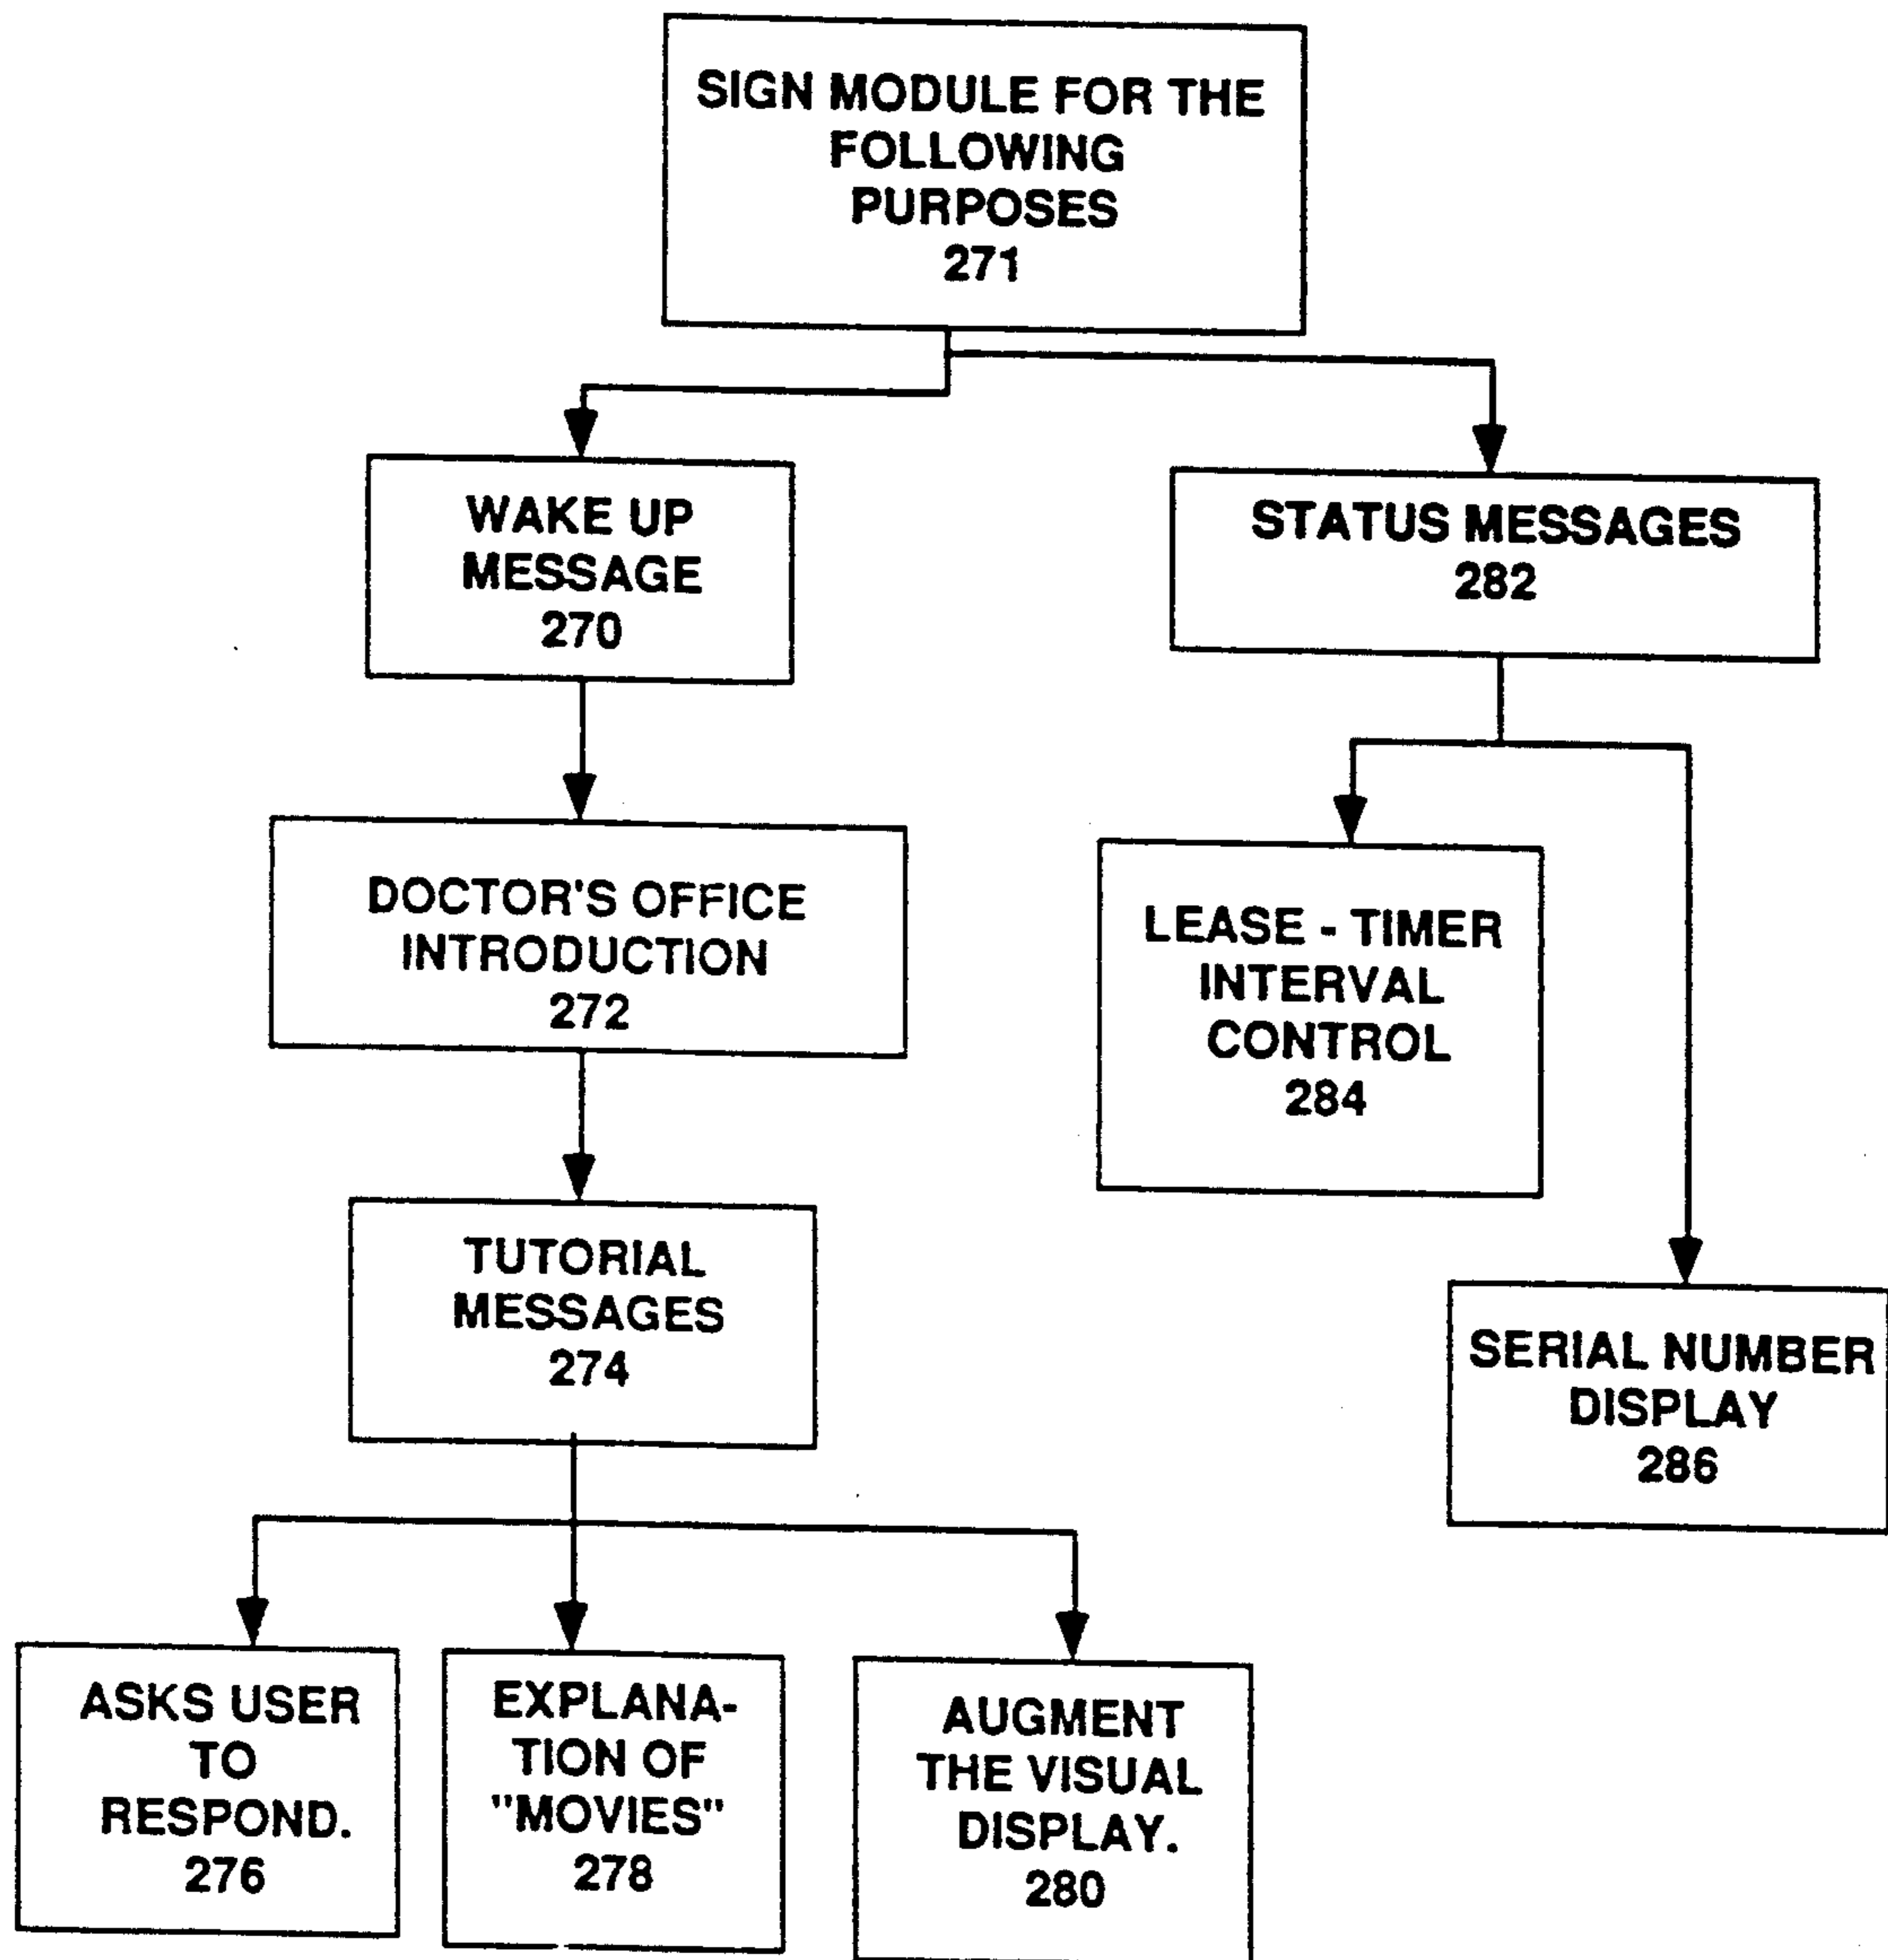 SIGN MODULE FOR THE
FOLLOWING
PURPOSES
271
WAKE UP
MESSAGE
270
STATUS MESSAGES
282
DOCTOR'S OFFICE
INTRODUCTION
272
LEASE - TIMER
INTERVAL
CONTROL
284
TUTORIAL
MESSAGES
274
SERIAL NUMBER
DISPLAY
286
ASKS USER
TO
RESPOND.
276
EXPLANA-
TION OF
"MOVIES"
278
AUGMENT
THE VISUAL
DISPLAY.
280